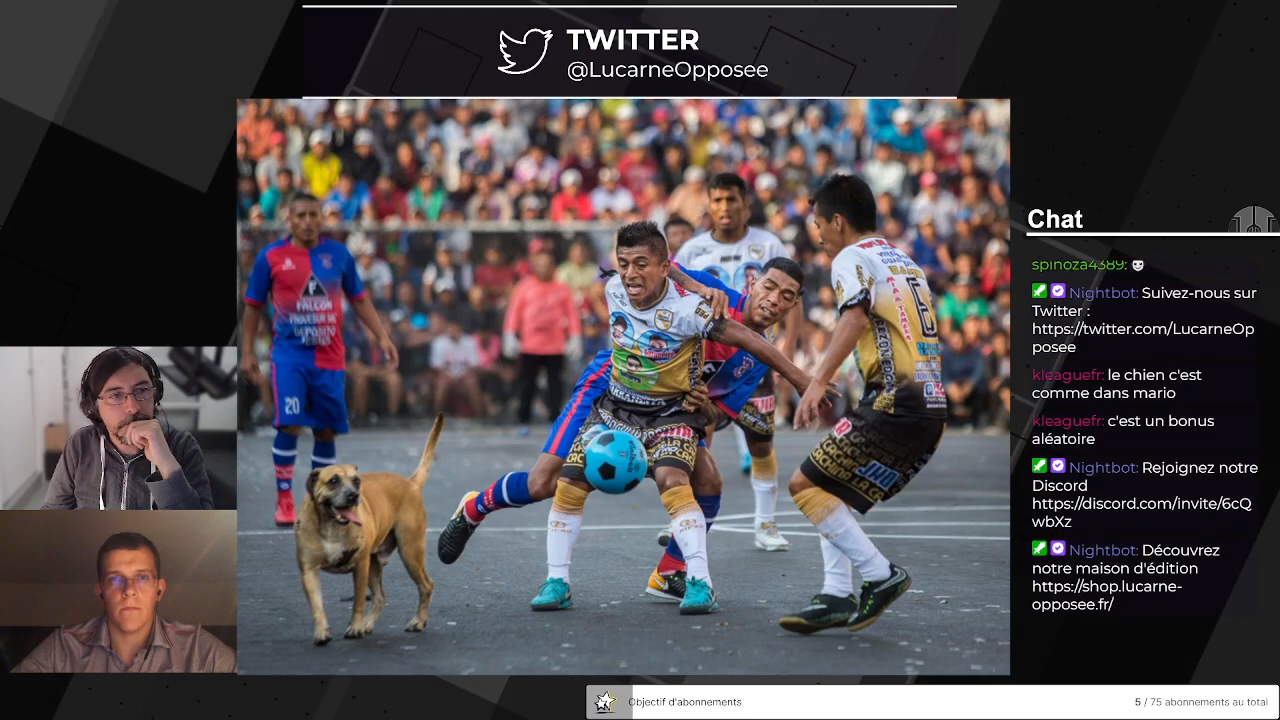 TWITTER
@LucarneOpposee
Chat
spinoza4389:
Nightbot: Suivez-nous sur
Twitter :
https://twitter.com/LucarneOp
posee
kleaguefr: le chien c'est
comme dans mario
kleaguefr: c'est un bonus
aléatoire
Nightbot: Rejoignez notre
Discord
https://discord.com/invite/6cQ
wbXz
Nightbot: Découvrez
notre maison d'édition
https://shop.lucarne-
opposee.fr/
F
FALCON
20
6
Objectif d'abonnements
5 / 75 abonnements au total